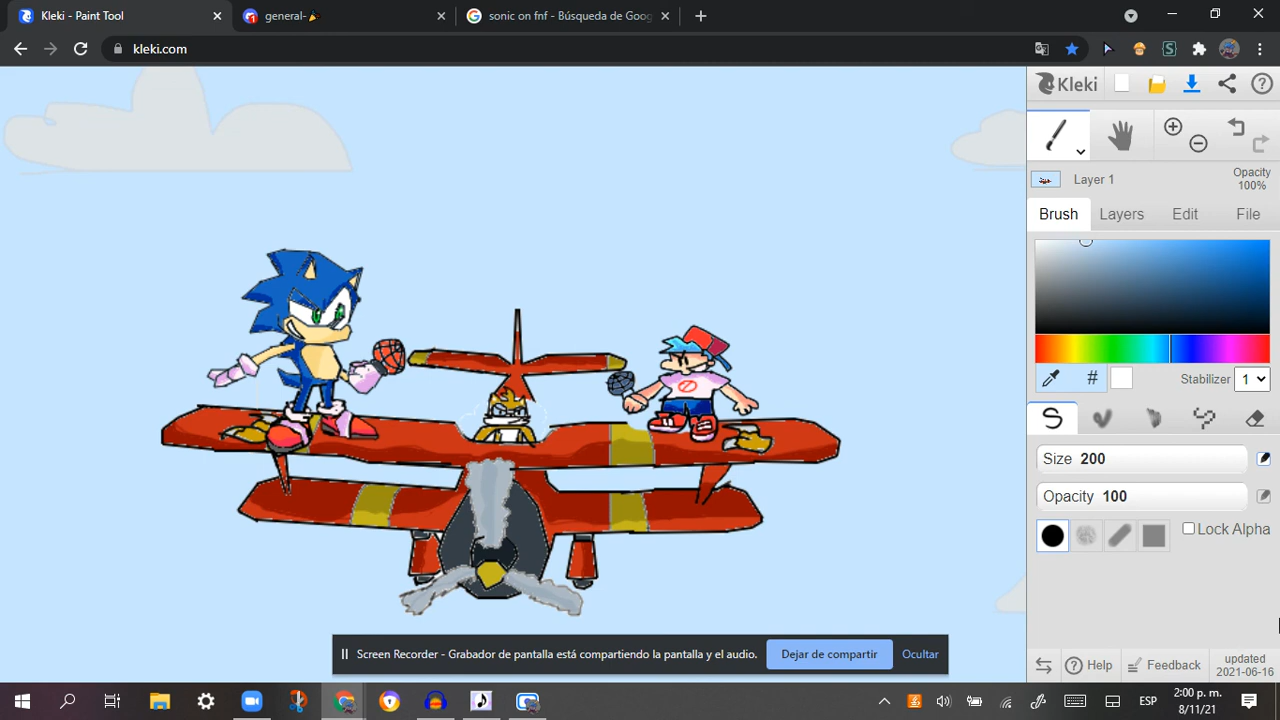 Kleki - Paint Tool
general-🎉
sonic on fnf - Búsqueda de Goog
kleki.com
Kleki
Layer 1
Opacity
100%
Brush
Layers
Edit
File
#
Stabilizer 1
Size 200
Opacity 100
Lock Alpha
Help
Feedback
updated
2021-06-16
Screen Recorder - Grabador de pantalla está compartiendo la pantalla y el audio.
Dejar de compartir
Ocultar
ESP
2:00 p. m.
8/11/21